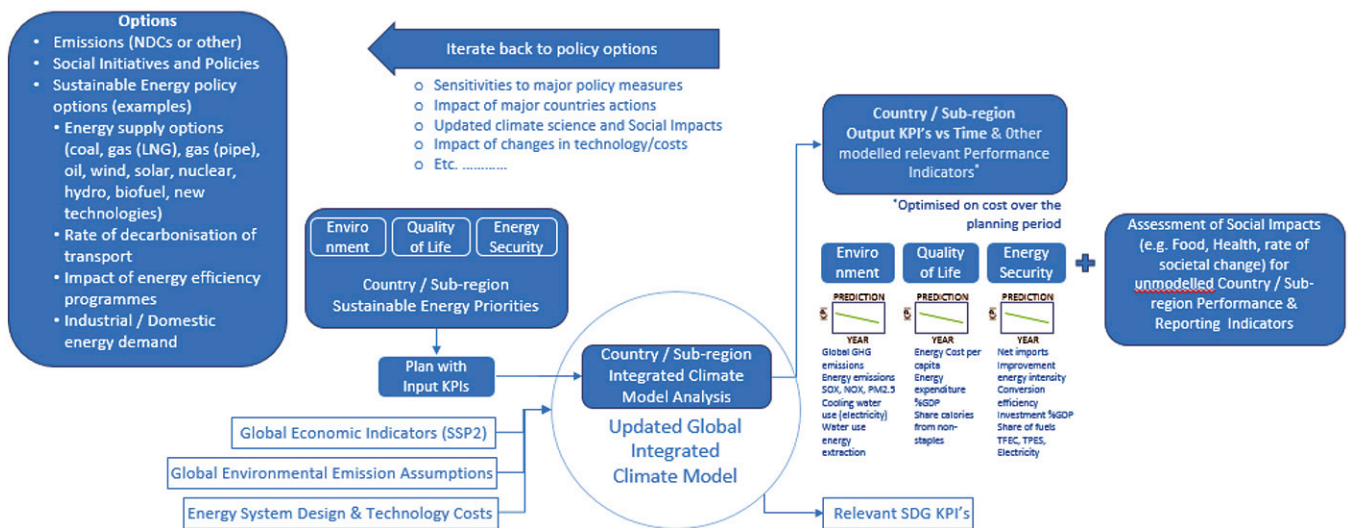 Options
• Emissions (NDCs or other)
• Social Initiatives and Policies
• Sustainable Energy policy
options (examples)
• Energy supply options
(coal, gas (LNG), gas (pipe),
oil, wind, solar, nuclear,
hydro, biofuel, new
technologies)
• Rate of decarbonisation of
transport
• Impact of energy efficiency
programmes
• Industrial / Domestic
energy demand
Iterate back to policy options
o Sensitivities to major policy measures
o Impact of major countries actions
o Updated climate science and Social Impacts
o Impact of changes in technology/costs
o Etc. ............
Enviro
nment
Quality
of Life
Energy
Security
Country / Sub-region
Sustainable Energy Priorities
Plan with
Input KPIs
Global Economic Indicators (SSP2)
Global Environmental Emission Assumptions
Energy System Design & Technology Costs
Country / Sub-region
Integrated Climate
Model Analysis
Updated Global
Integrated
Climate Model
Country / Sub-region
Output KPI's vs Time & 0ther
modelled relevant Performance
Indicators*
*Optimised on cost over the
planning period
Enviro
nment
PREDICTION
YEAR
Global GHG
emissions
Energy emissions
SOX, NOX, PM2.5
Cooling water
use (electricity)
Water use
energy
extraction
Quality
of Life
PREDICTION
YEAR
Energy Cost per
capita
Energy
expenditure
%GDP
Share calories
from non-
staples
Energy
Security
PREDICTION
YEAR
Net imports
Improvement
energy intensity
Conversion
efficiency
Investment %GDP
Share of fuels
TFEC, TPES,
Electricity
Assessment of Social Impacts
(e.g. Food, Health, rate of
societal change) for
unmodelled Country / Sub-
region Performance &
Reporting Indicators
Relevant SDG KPI's